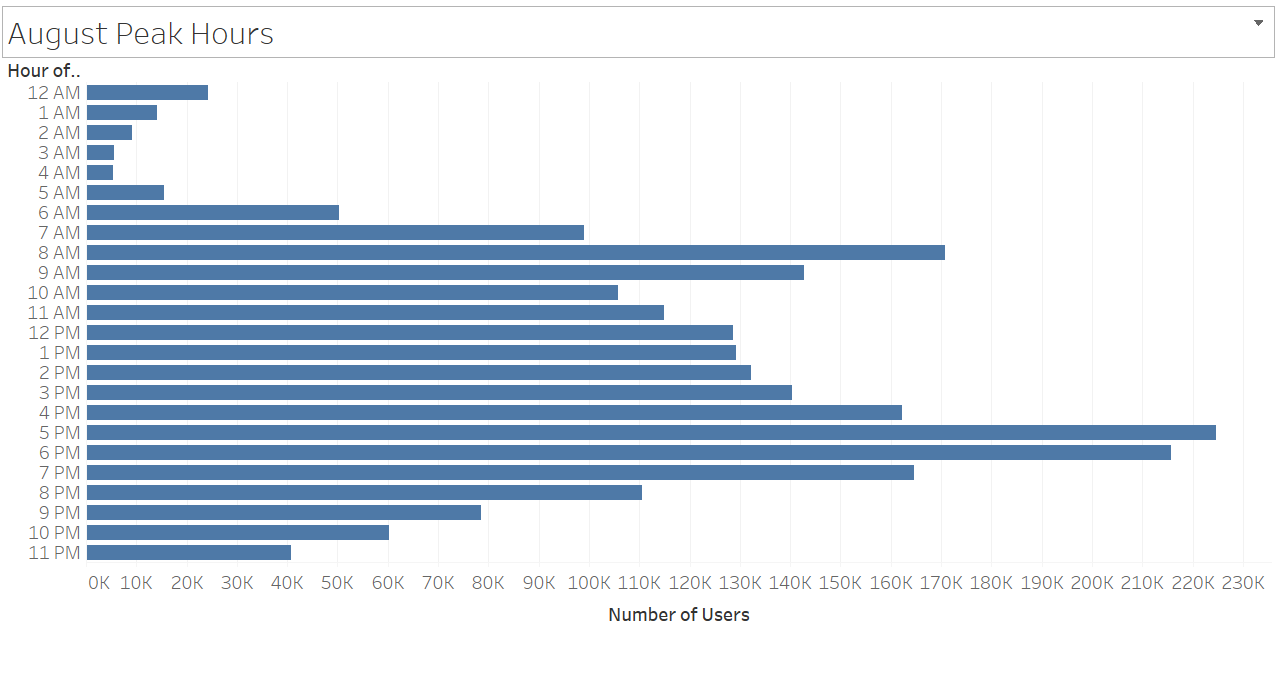 August Peak Hours
Hour of..
12 AM
1 AM
2 AM
3 AM
4 AM
5 AM
6 AM
7 AM
8 AM
9 AM
10 AM
11 AM
12 PM
1 PM
2 PM
3 PM
4 PM
5 PM
6 PM
7 PM
8 PM
9 PM
10 PM
11 PM
0K 10K 20K 30K 40K 50K 60K 70K 80K 90K 100K 110K 120K 130K 140K 150K 160K 170K 180K 190K 200K 210K 220K 230K
Number of Users